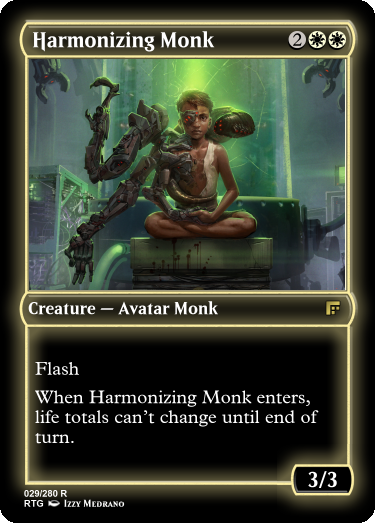 Harmonizing Monk 2
Creature — Avatar Monk
Flash
When Harmonizing Monk enters,
life totals can't change until end of
turn.
3/3
029/280 R
RTG Izzy Medrano